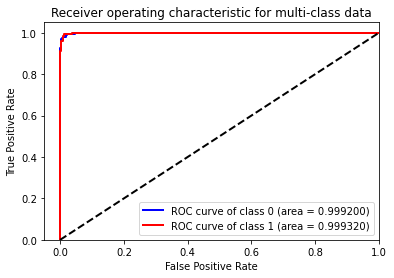 Receiver operating characteristic for multi-class data
True Positive Rate
1.0
0.8
0.6
0.4
0.2
0.0
ROC curve of class 0 (area = 0.999200)
ROC curve of class 1 (area = 0.999320)
0.0 0.2 0.4 0.6 0.8 1.0
False Positive Rate